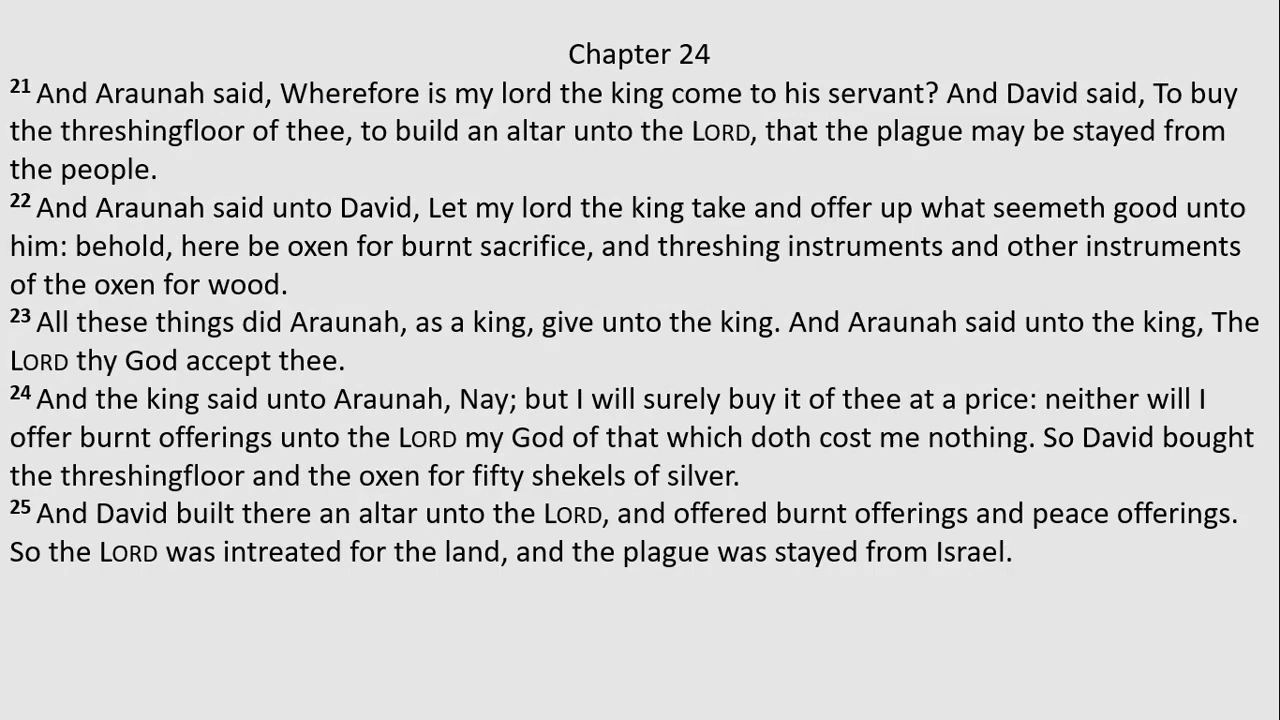 Chapter 24
21 And Araunah said, Wherefore is my lord the king come to his servant? And David said, To buy
the threshingfloor of thee, to build an altar unto the LORD, that the plague may be stayed from
the people.
22 And Araunah said unto David, Let my lord the king take and offer up what seemeth good unto
him: behold, here be oxen for burnt sacrifice, and threshing instruments and other instruments
of the oxen for wood.
23 All these things did Araunah, as a king, give unto the king. And Araunah said unto the king, The
LORD thy God accept thee.
24 And the king said unto Araunah, Nay; but I will surely buy it of thee at a price: neither will I
offer burnt offerings unto the LORD my God of that which doth cost me nothing. So David bought
the threshingfloor and the oxen for fifty shekels of silver.
25 And David built there an altar unto the LORD, and offered burnt offerings and peace offerings.
So the LORD was intreated for the land, and the plague was stayed from Israel.